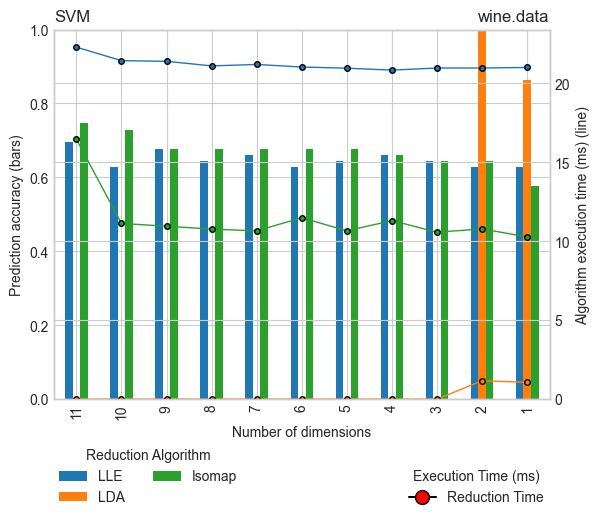 SVM
wine.data
1.0
0.8
0.6
0.4
0.2
0.0
Prediction accuracy (bars)
20
15
10
5
0
Algorithm execution time (ms) (line)
11 10 9 8 7 6 5 4 3 2 1
Number of dimensions
Reduction Algorithm
LLE
LDA
Isomap
Execution Time (ms)
Reduction Time